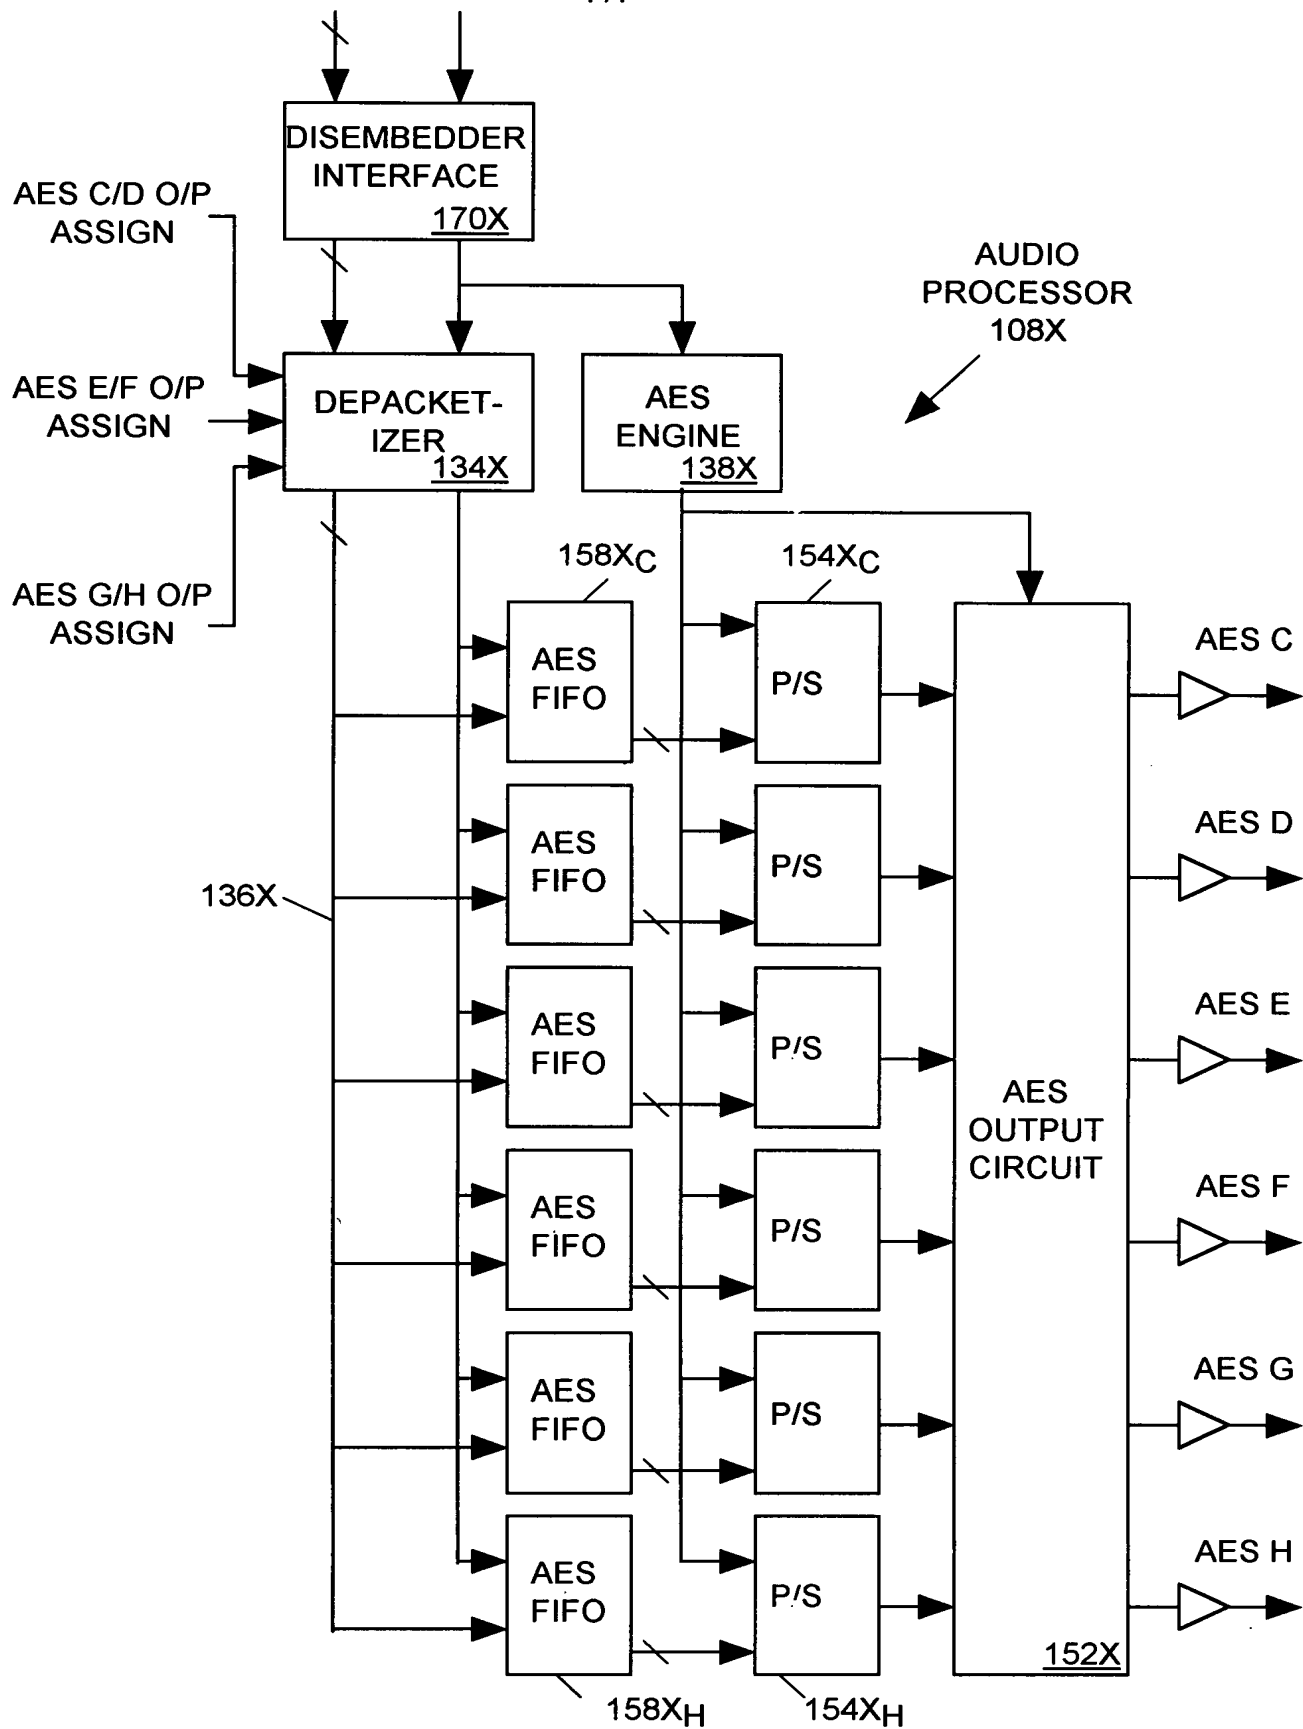 DISEMBEDDER
INTERFACE
170X
AES C/D O/P
ASSIGN
AUDIO
PROCESSOR
108X
AES E/F O/P
ASSIGN
DEPACKET-
IZER
134X
AES
ENGINE
138X
AES G/H O/P
ASSIGN
158XC
154XC
AES
FIFO
P/S
AES C
AES
FIFO
P/S
AES D
136X
AES
FIFO
P/S
AES E
AES
OUTPUT
CIRCUIT
AES
FIFO
P/S
AES F
AES
FIFO
P/S
AES G
AES
FIFO
P/S
AES H
152X
158XH
154XH